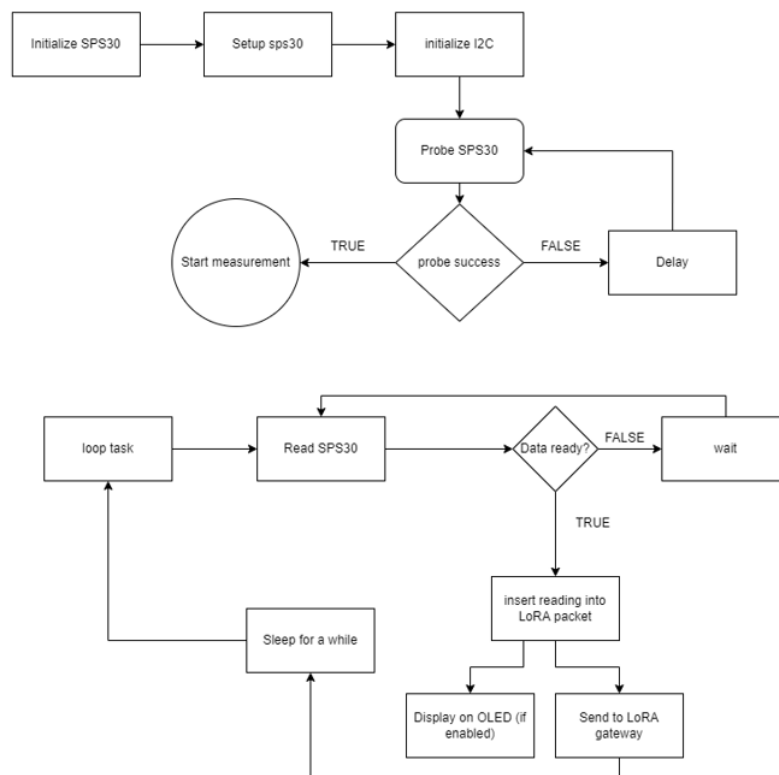 Initialize SPS30
Setup sps30
initialize I2C
Probe SPS30
Start measurement
TRUE
probe success
FALSE
Delay
loop task
Read SPS30
Data ready?
FALSE
wait
TRUE
insert reading into
LoRA packet
Sleep for a while
Display on OLED (if
enabled)
Send to LoRA
gateway